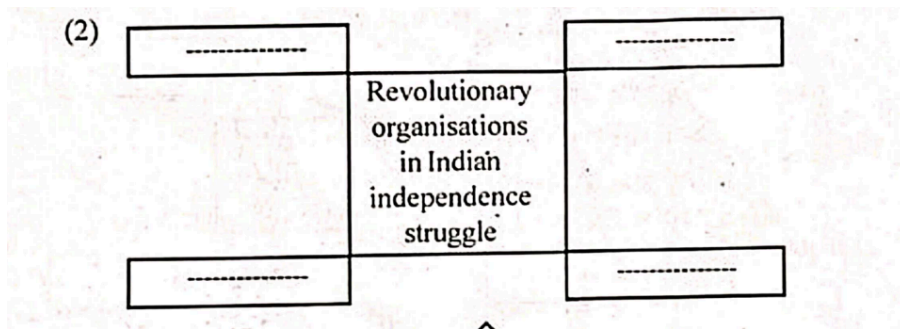 (2)
---------------
---------------
Revolutionary
organisations
in Indian
independence
struggle
---------------
---------------